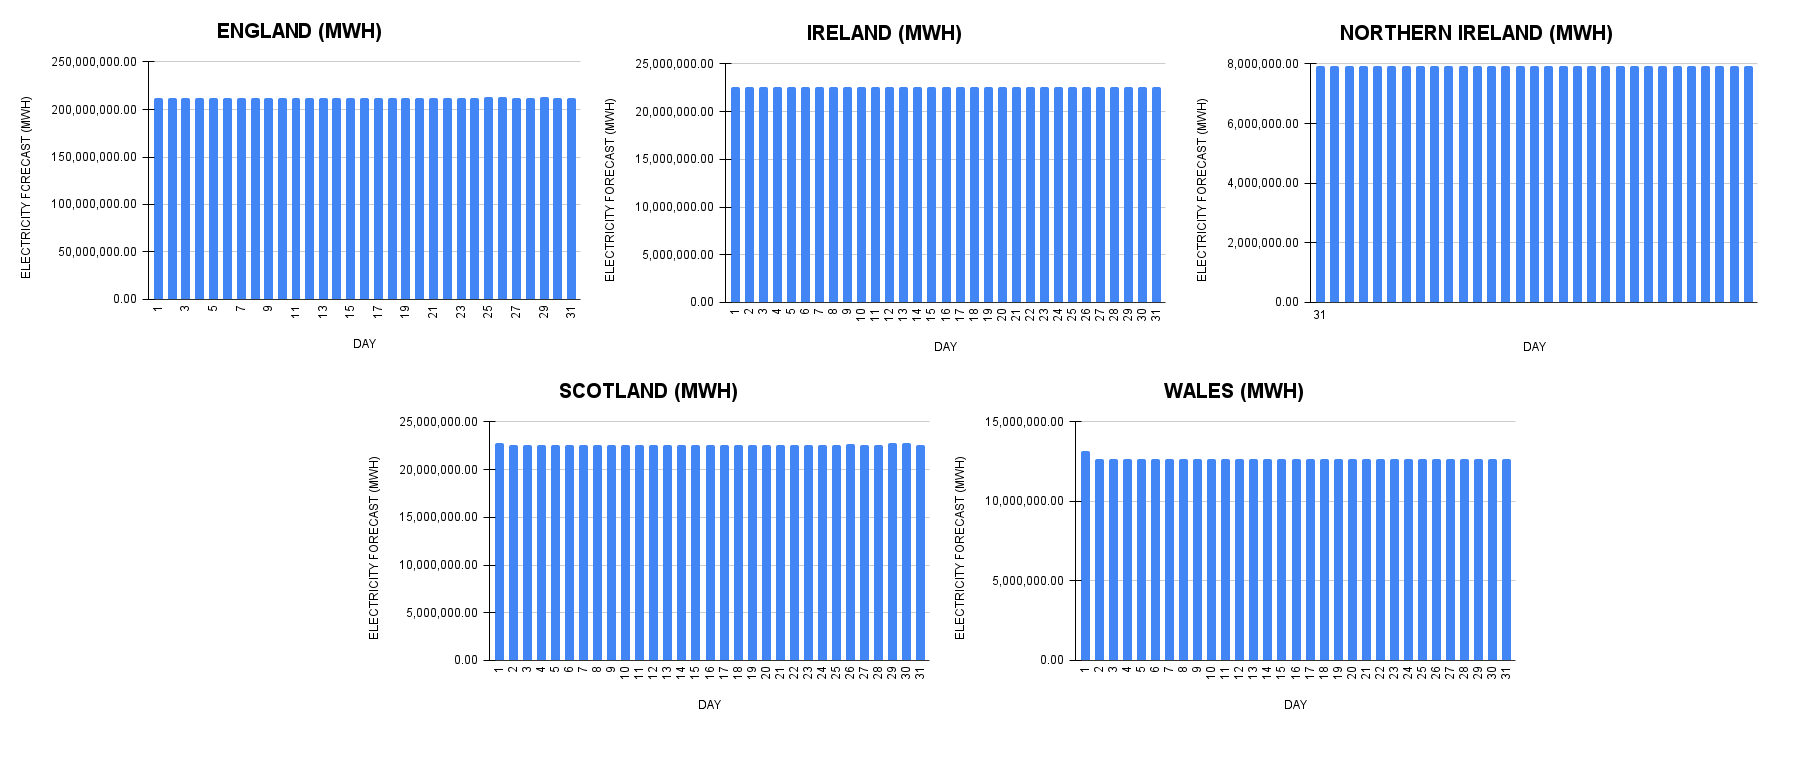 ENGLAND (MWH)
ELECTRICITY FORECAST (MWH)
250,000,000.00
200,000,000.00
150,000,000.00
100,000,000.00
50,000,000.00
0.00
1 3 5 7 9 11 13 15 17 19 21 23 25 27 29 31
DAY
IRELAND (MWH)
ELECTRICITY FORECAST (MWH)
25,000,000.00
20,000,000.00
15,000,000.00
10,000,000.00
5,000,000.00
0.00
1 2 3 4 5 6 7 8 9 10 11 12 13 14 15 16 17 18 19 20 21 22 23 24 25 26 27 28 29 30 31
DAY
NORTHERN IRELAND (MWH)
ELECTRICITY FORECAST (MWH)
8,000,000.00
6,000,000.00
4,000,000.00
2,000,000.00
0.00
31
DAY
SCOTLAND (MWH)
ELECTRICITY FORECAST (MWH)
25,000,000.00
20,000,000.00
15,000,000.00
10,000,000.00
5,000,000.00
0.00
1 2 3 4 5 6 7 8 9 10 11 12 13 14 15 16 17 18 19 20 21 22 23 24 25 26 27 28 29 30 31
DAY
WALES (MWH)
ELECTRICITY FORECAST (MWH)
15,000,000.00
10,000,000.00
5,000,000.00
0.00
1 2 3 4 5 6 7 8 9 10 11 12 13 14 15 16 17 18 19 20 21 22 23 24 25 26 27 28 29 30 31
DAY